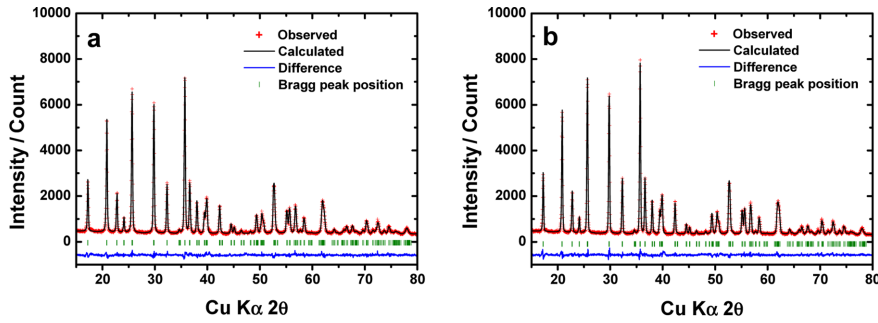 a
Observed
Calculated
Difference
Bragg peak position
Intensity / Count
10000
8000
6000
4000
2000
0
20 30 40 50 60 70 80
Cu Kα 2θ
b
Observed
Calculated
Difference
Bragg peak position
Intensity / Count
10000
8000
6000
4000
2000
0
20 30 40 50 60 70 80
Cu Kα 2θ